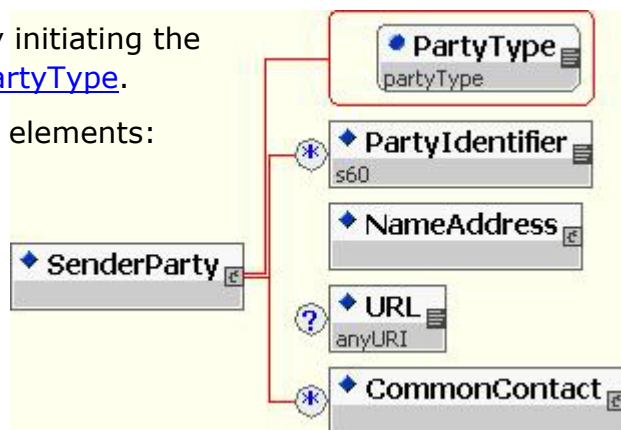 y initiating the
artyType.
elements:
PartyType
partyType
* PartyIdentifier
s60
NameAddress
SenderParty
? URL
anyURI
* CommonContact